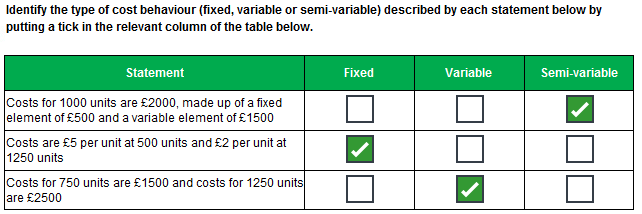 Identify the type of cost behaviour (fixed, variable or semi-variable) described by each statement below by
putting a tick in the relevant column of the table below.
Statement Fixed Variable Semi-variable
Costs for 1000 units are £2000, made up of a fixed
element of £500 and a variable element of £1500
Costs are £5 per unit at 500 units and £2 per unit at
1250 units
Costs for 750 units are £1500 and costs for 1250 units
are £2500